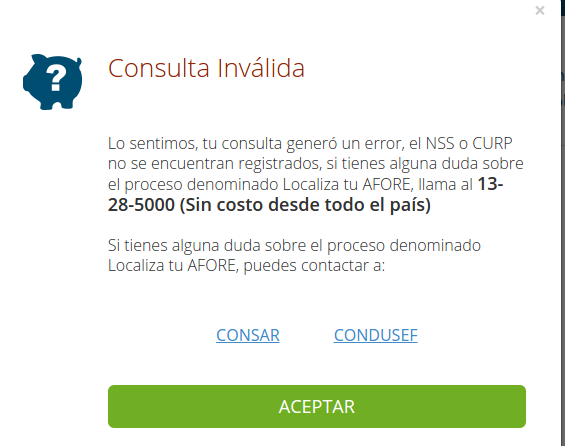 ×
?
Consulta Inválida
Lo sentimos, tu consulta generó un error, el NSS o CURP
no se encuentran registrados, si tienes alguna duda sobre
el proceso denominado Localiza tu AFORE, llama al 13-
28-5000 (Sin costo desde todo el país)
Si tienes alguna duda sobre el proceso denominado
Localiza tu AFORE, puedes contactar a:
CONSAR CONDUSEF
ACEPTAR